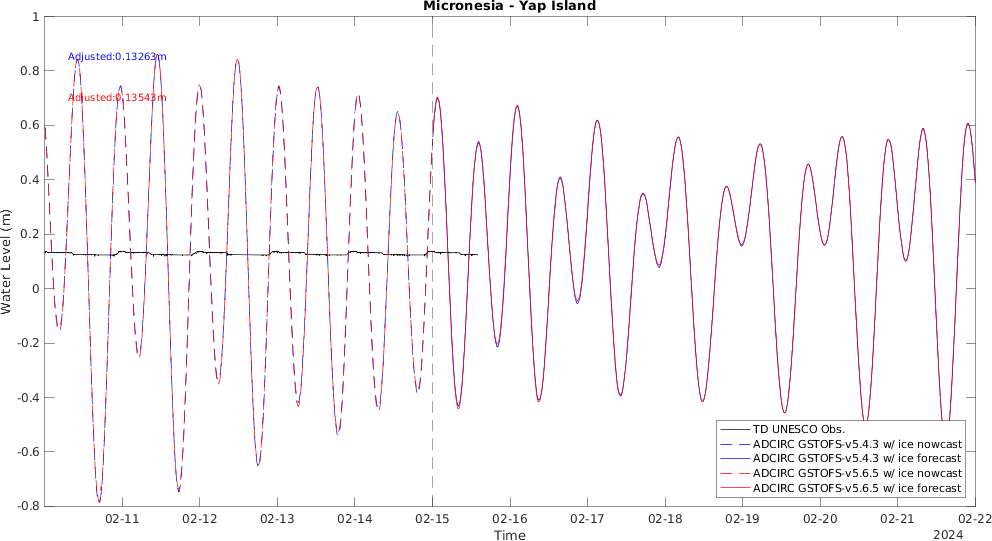 Micronesia - Yap Island
Adjusted:0.13263m
Adjusted:0.13543m
Water Level (m)
1
0.8
0.6
0.4
0.2
0
-0.2
-0.4
-0.6
-0.8
TD UNESCO Obs.
ADCIRC GSTOFS-v5.4.3 w/ ice nowcast
ADCIRC GSTOFS-v5.4.3 w/ ice forecast
ADCIRC GSTOFS-v5.6.5 w/ ice nowcast
ADCIRC GSTOFS-v5.6.5 w/ ice forecast
02-11 02-12 02-13 02-14 02-15 02-16 02-17 02-18 02-19 02-20 02-21 02-22
Time
2024